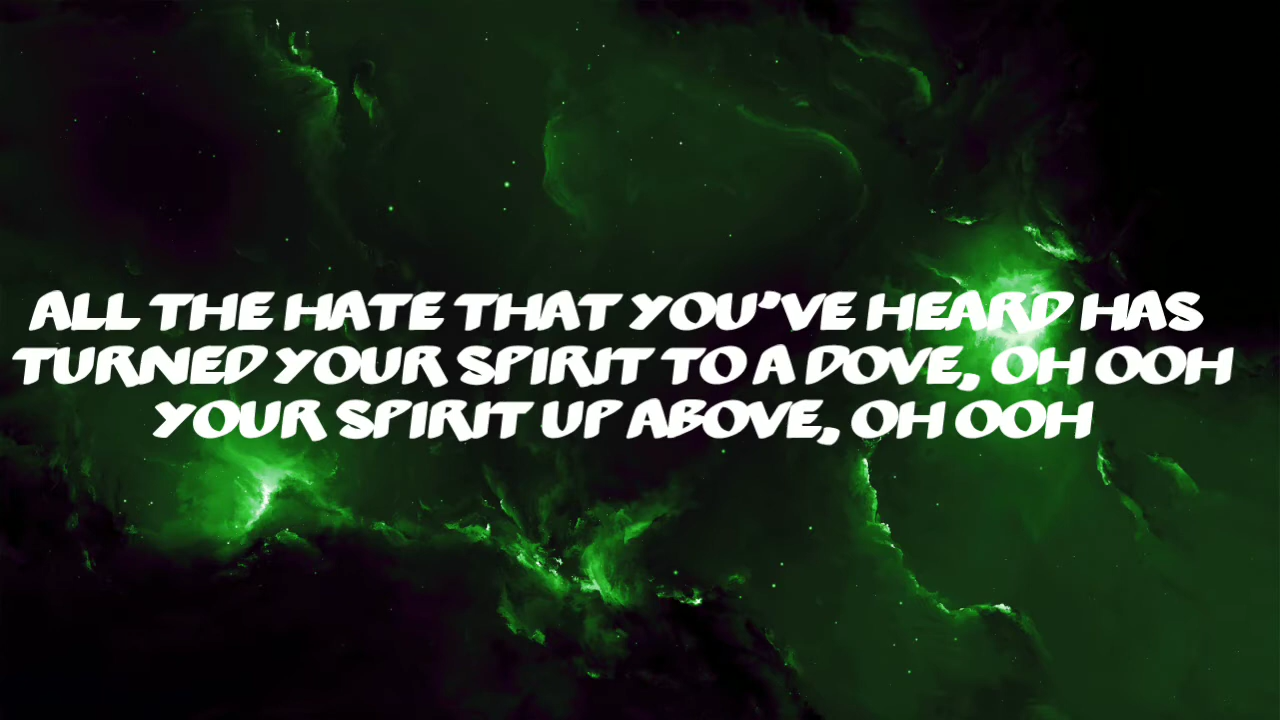 ALL THE HATE THAT YOU'VE HEARD HAS
TURNED YOUR SPIRIT TO A DOVE, OH OOH
YOUR SPIRIT UP ABOVE, OH OOH